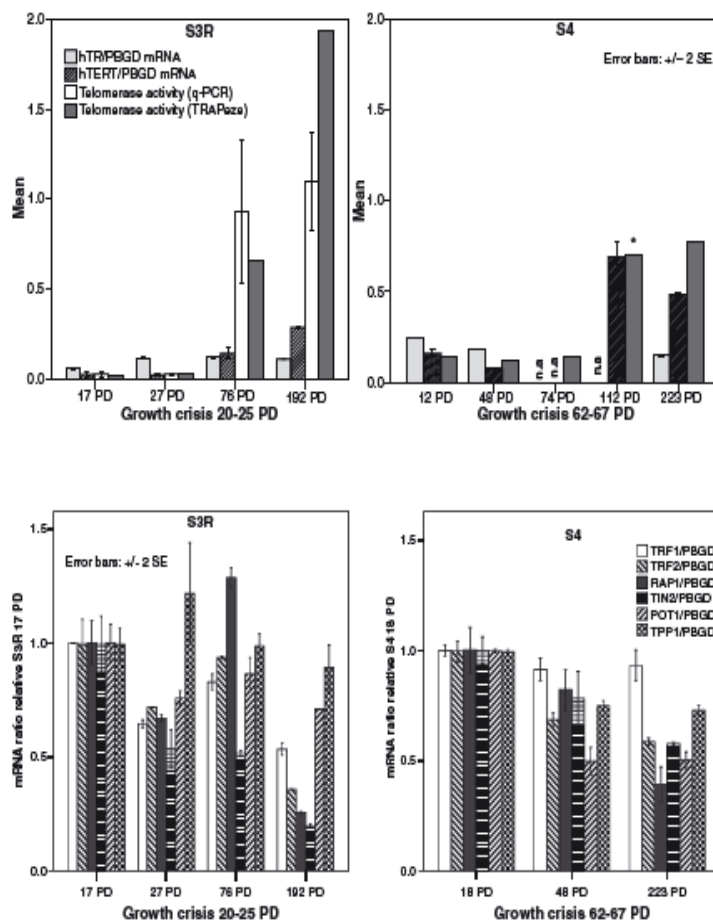 S3R
2.0
1.5
1.0
0.5
0.0
Mean
hTR/PBGD mRNA
hTERT/PBGD mRNA
Telomerase activity (q-PCR)
Telomerase activity (TRAPeze)
17 PD 27 PD 76 PD 192 PD
Growth crisis 20-25 PD
S4
2.0
1.5
1.0
0.5
0.0
Mean
Error bars: +/- 2 SE
*
n.a n.a n.a
12 PD 48 PD 74 PD 112 PD 223 PD
Growth crisis 62-67 PD
S3R
1.5
1.0
0.5
0.0
mRNA ratio relative S3R 17 PD
Error bars: +/- 2 SE
17 PD 27 PD 76 PD 192 PD
Growth crisis 20-25 PD
S4
1.5
1.0
0.5
0.0
mRNA ratio relative S4 18 PD
TRF1/PBGD
TRF2/PBGD
RAP1/PBGD
TIN2/PBGD
POT1/PBGD
TPP1/PBGD
18 PD 48 PD 223 PD
Growth crisis 62-67 PD